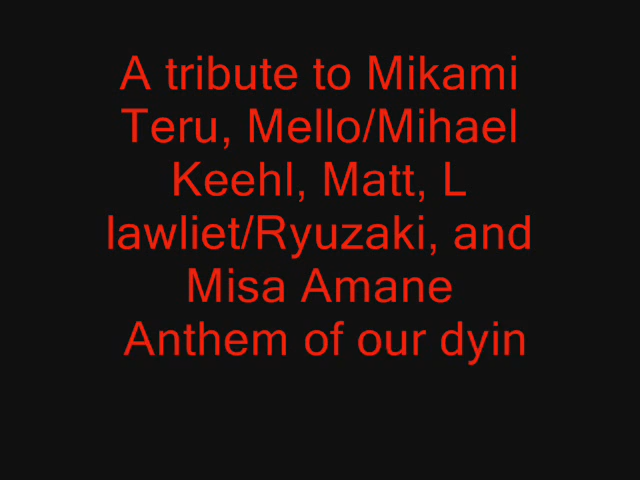 A tribute to Mikami
Teru, Mello/Mihael
Keehl, Matt, L
lawliet/Ryuzaki, and
Misa Amane
Anthem of our dyin